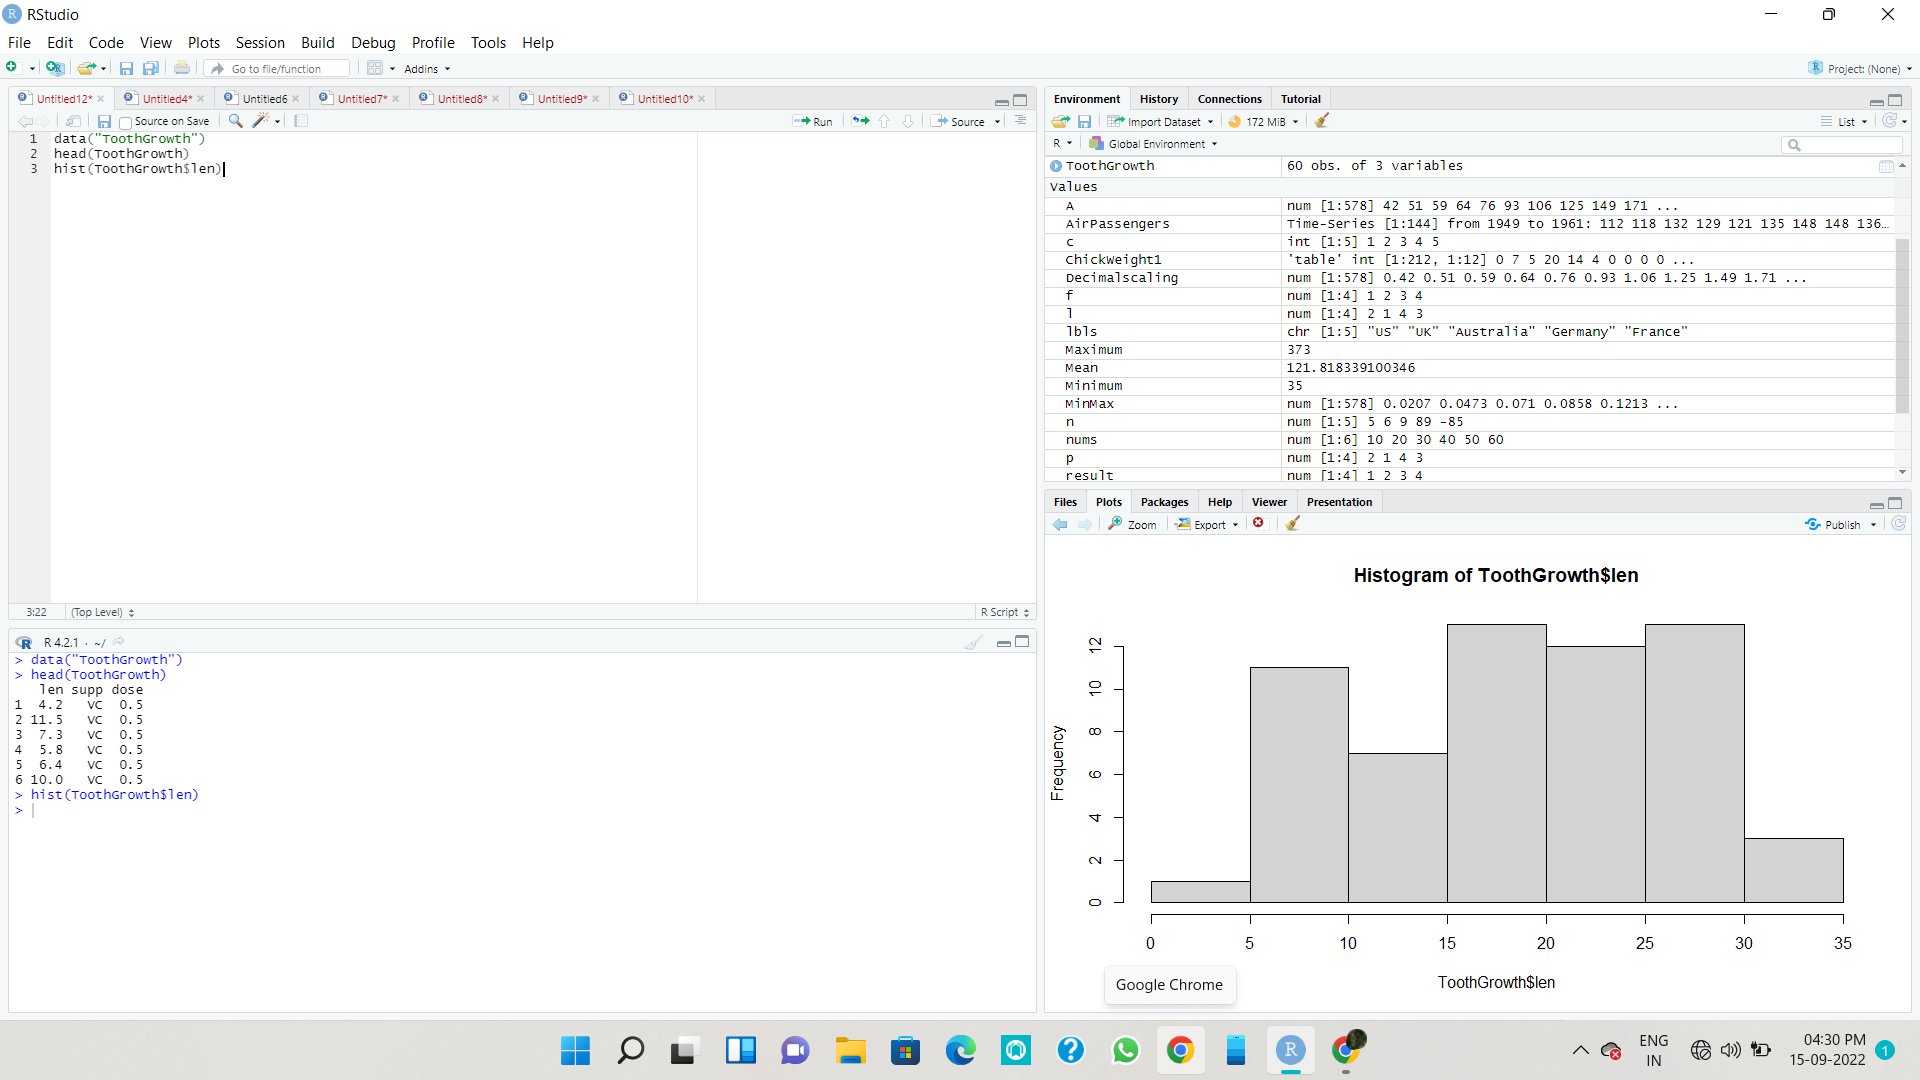 RStudio
File Edit Code View Plots Session Build Debug Profile Tools Help
Go to file/function Addins Project: (None)
Untitled12* Untitled4* Untitled6 Untitled7* Untitled8* Untitled9* Untitled10*
Source on Save Run Source
1 data("ToothGrowth")
2 head(ToothGrowth)
3 hist(ToothGrowth$len)
3:22 (Top Level) R Script
R 4.2.1 · ~/
> data("ToothGrowth")
> head(ToothGrowth)
len supp dose
1 4.2 VC 0.5
2 11.5 VC 0.5
3 7.3 VC 0.5
4 5.8 VC 0.5
5 6.4 VC 0.5
6 10.0 VC 0.5
> hist(ToothGrowth$len)
>
Environment History Connections Tutorial
Import Dataset 172 MiB List
R Global Environment
ToothGrowth 60 obs. of 3 variables
Values
A num [1:578] 42 51 59 64 76 93 106 125 149 171 ...
AirPassengers Time-Series [1:144] from 1949 to 1961: 112 118 132 129 121 135 148 148 136…
c int [1:5] 1 2 3 4 5
ChickWeight1 'table' int [1:212, 1:12] 0 7 5 20 14 4 0 0 0 0 ...
Decimalscaling num [1:578] 0.42 0.51 0.59 0.64 0.76 0.93 1.06 1.25 1.49 1.71 ...
f num [1:4] 1 2 3 4
l num [1:4] 2 1 4 3
lbls chr [1:5] "US" "UK" "Australia" "Germany" "France"
Maximum 373
Mean 121.818339100346
Minimum 35
MinMax num [1:578] 0.0207 0.0473 0.071 0.0858 0.1213 ...
n num [1:5] 5 6 9 89 -85
nums num [1:6] 10 20 30 40 50 60
p num [1:4] 2 1 4 3
result num [1:4] 1 2 3 4
Files Plots Packages Help Viewer Presentation
Zoom Export Publish
Histogram of ToothGrowth$len
Frequency
12
10
8
6
4
2
0
0 5 10 15 20 25 30 35
ToothGrowth$len
Google Chrome
ENG
IN
04:30 PM
15-09-2022
1